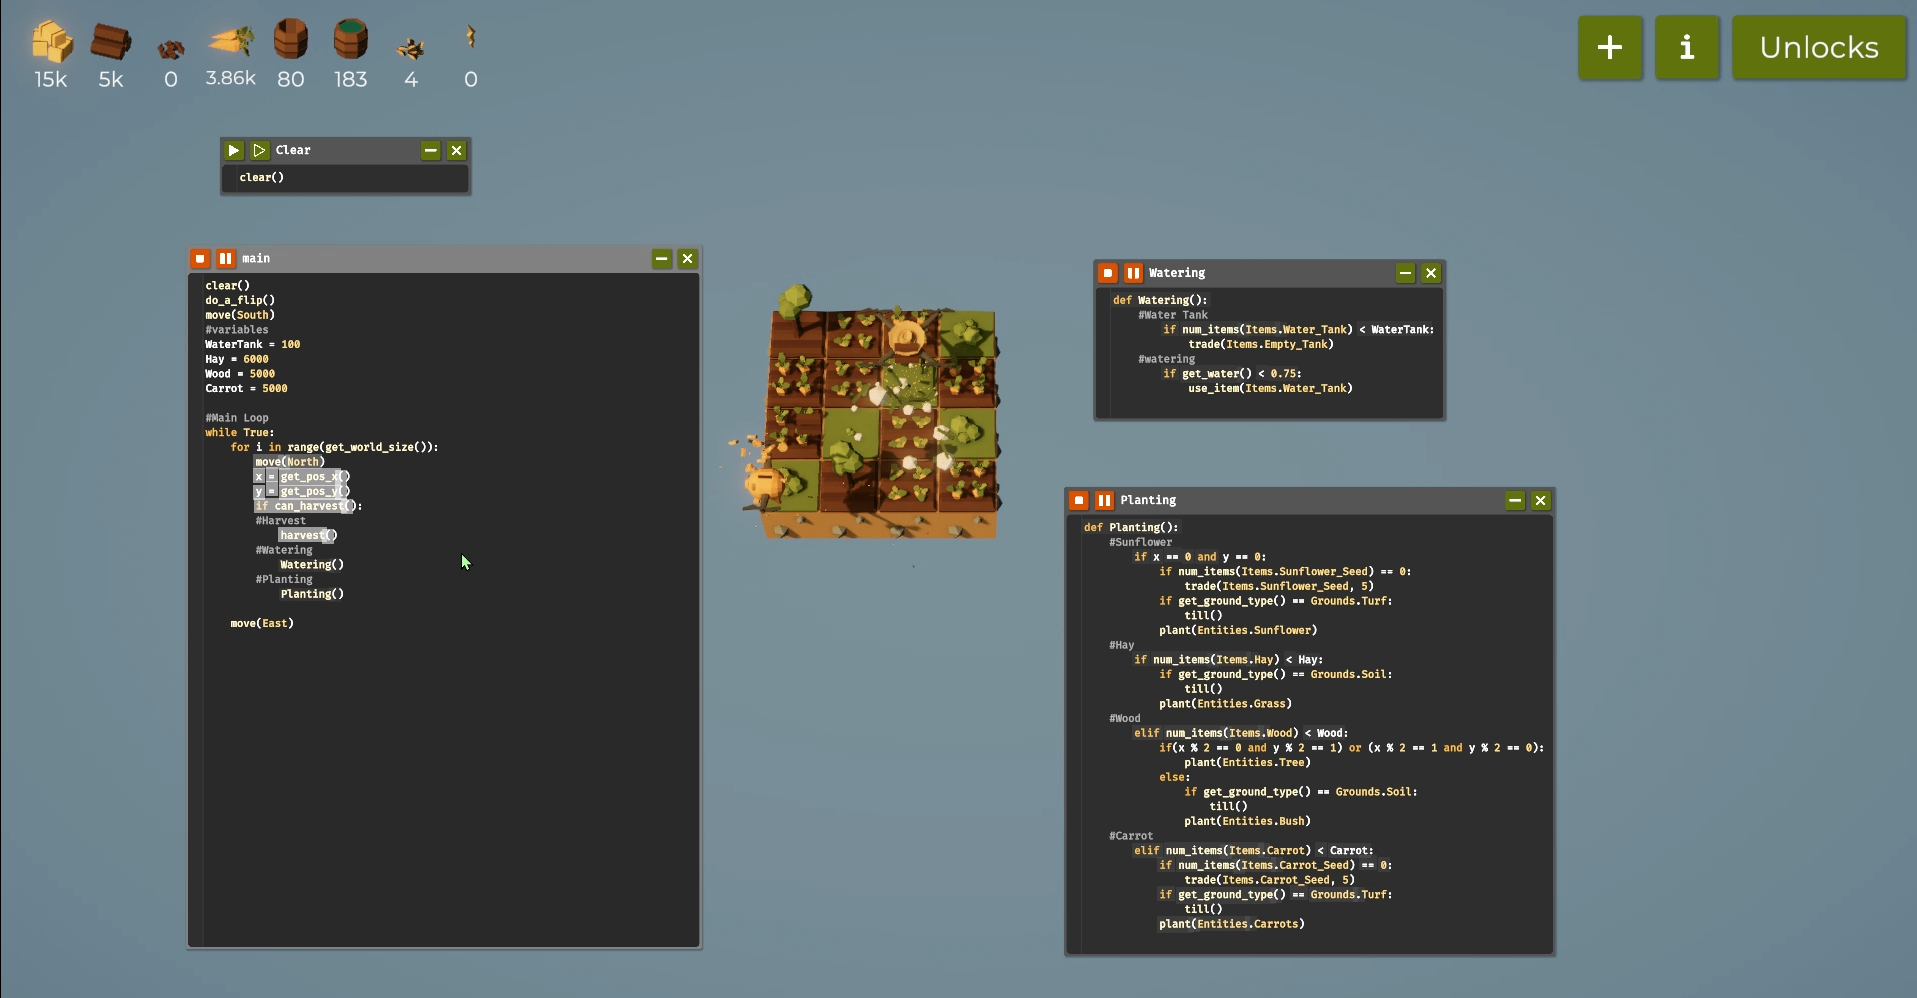 15k 5k 0 3.86k 80 183 4 0
+ i Unlocks
Clear
clear()
main
clear()
do_a_flip()
move(South)
#variables
WaterTank = 100
Hay = 6000
Wood = 5000
Carrot = 5000
#Main Loop
while True:
for i in range(get_world_size()):
move(North)
x = get_pos_x()
y = get_pos_y()
if can_harvest():
#Harvest
harvest()
#Watering
Watering()
#Planting
Planting()
move(East)
Watering
def Watering():
#Water Tank
if num_items(Items.Water_Tank) < WaterTank:
trade(Items.Empty_Tank)
#watering
if get_water() < 0.75:
use_item(Items.Water_Tank)
Planting
def Planting():
#Sunflower
if x == 0 and y == 0:
if num_items(Items.Sunflower_Seed) == 0:
trade(Items.Sunflower_Seed, 5)
if get_ground_type() == Grounds.Turf:
till()
plant(Entities.Sunflower)
#Hay
if num_items(Items.Hay) < Hay:
if get_ground_type() == Grounds.Soil:
till()
plant(Entities.Grass)
#Wood
elif num_items(Items.Wood) < Wood:
if(x % 2 == 0 and y % 2 == 1) or (x % 2 == 1 and y % 2 == 0):
plant(Entities.Tree)
else:
if get_ground_type() == Grounds.Soil:
till()
plant(Entities.Bush)
#Carrot
elif num_items(Items.Carrot) < Carrot:
if num_items(Items.Carrot_Seed) == 0:
trade(Items.Carrot_Seed, 5)
if get_ground_type() == Grounds.Turf:
till()
plant(Entities.Carrots)